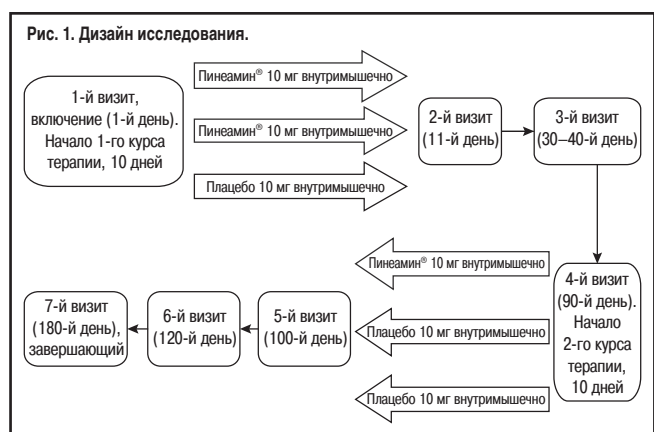 Рис. 1. Дизайн исследования.
1-й визит,
включение (1-й день).
Начало 1-го курса
терапии, 10 дней
Пинеамин® 10 мг внутримышечно
Пинеамин® 10 мг внутримышечно
Плацебо 10 мг внутримышечно
2-й визит
(11-й день)
3-й визит
(30–40-й день)
4-й визит
(90-й день).
Начало
2-го курса
терапии,
10 дней
Пинеамин® 10 мг внутримышечно
Плацебо 10 мг внутримышечно
Плацебо 10 мг внутримышечно
5-й визит
(100-й день)
6-й визит
(120-й день)
7-й визит
(180-й день),
завершающий